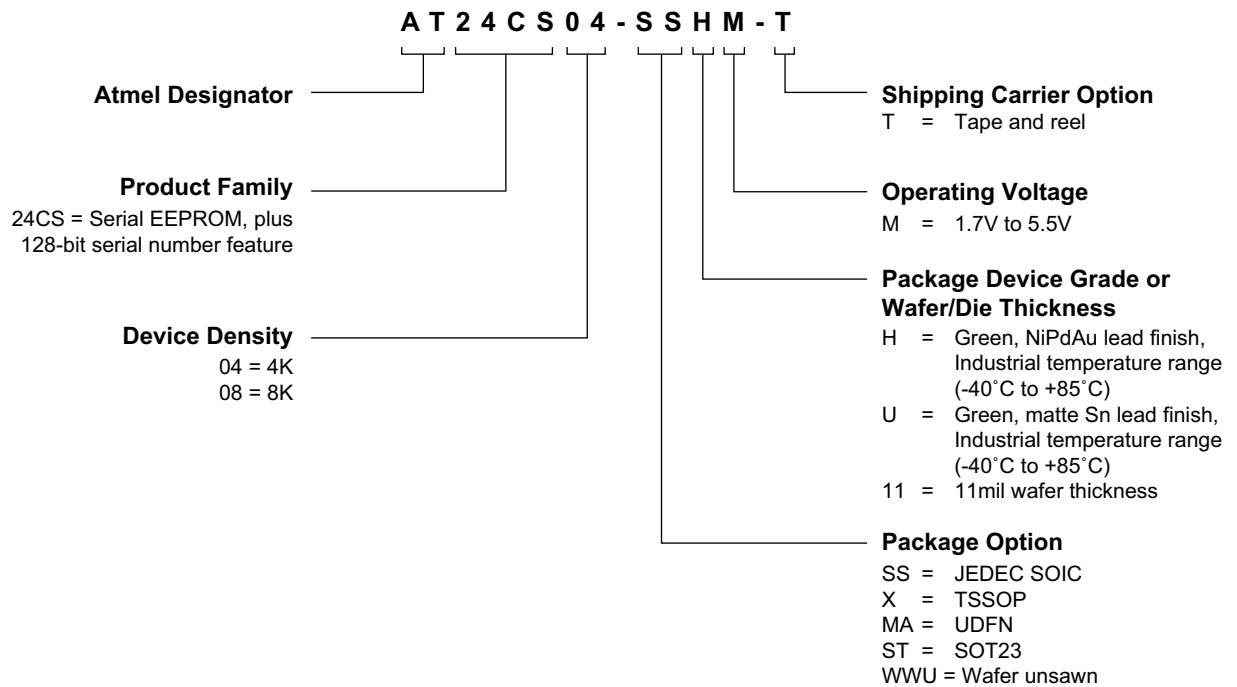 AT24CS04-SSHM-T
Atmel Designator
Product Family
24CS = Serial EEPROM, plus
128-bit serial number feature
Device Density
04 = 4K
08 = 8K
Shipping Carrier Option
T = Tape and reel
Operating Voltage
M = 1.7V to 5.5V
Package Device Grade or
Wafer/Die Thickness
H = Green, NiPdAu lead finish,
Industrial temperature range
(-40˚C to +85˚C)
U = Green, matte Sn lead finish,
Industrial temperature range
(-40˚C to +85˚C)
11 = 11mil wafer thickness
Package Option
SS = JEDEC SOIC
X = TSSOP
MA = UDFN
ST = SOT23
WWU = Wafer unsawn